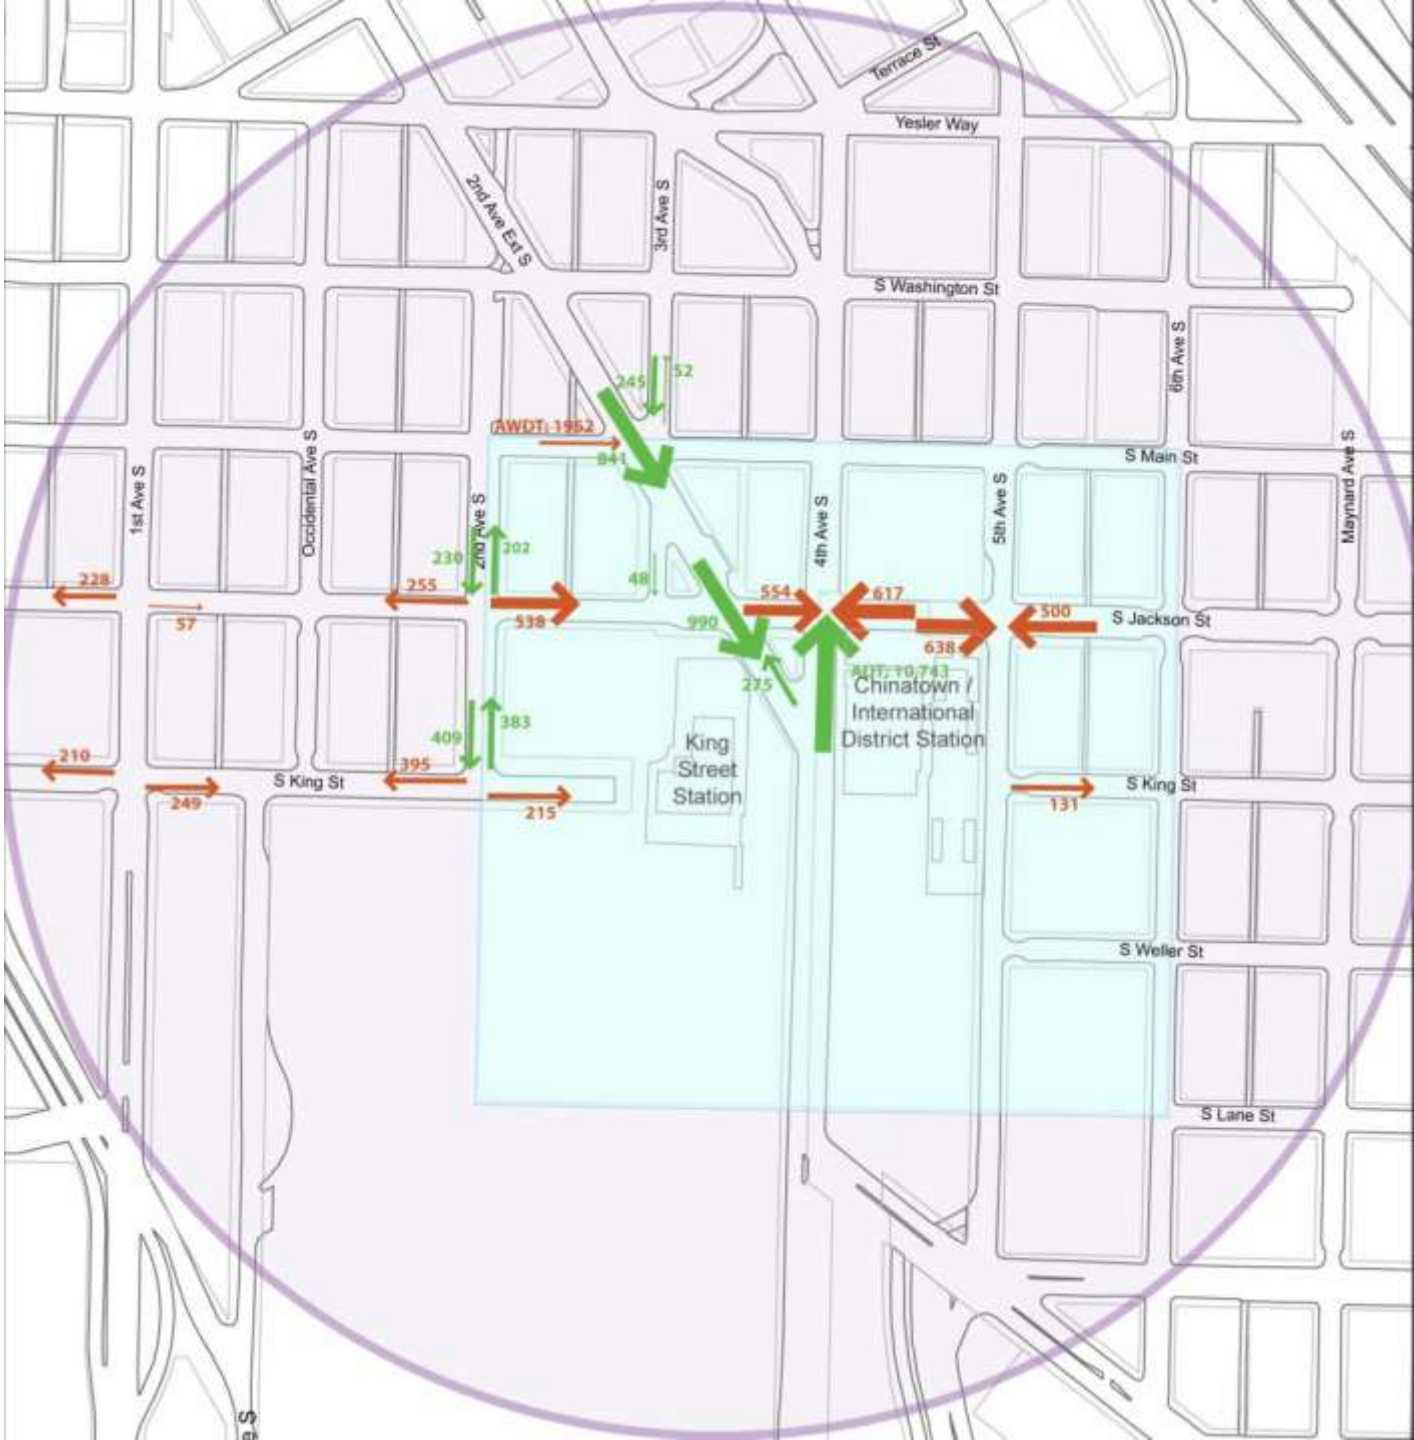 Terrace St
Yesler Way
2nd Ave Ext S
3rd Ave S
S Washington St
6th Ave S
245
52
AWDT: 1952
841
S Main St
1st Ave S
Occidental Ave S
2nd Ave S
4th Ave S
5th Ave S
Maynard Ave S
230
202
48
228
255
554
617
500
57
538
990
S Jackson St
638
275
ADT: 10,743
Chinatown /
International
District Station
409
383
King
Street
Station
210
395
S King St
249
215
131
S King St
S Weller St
S Lane St